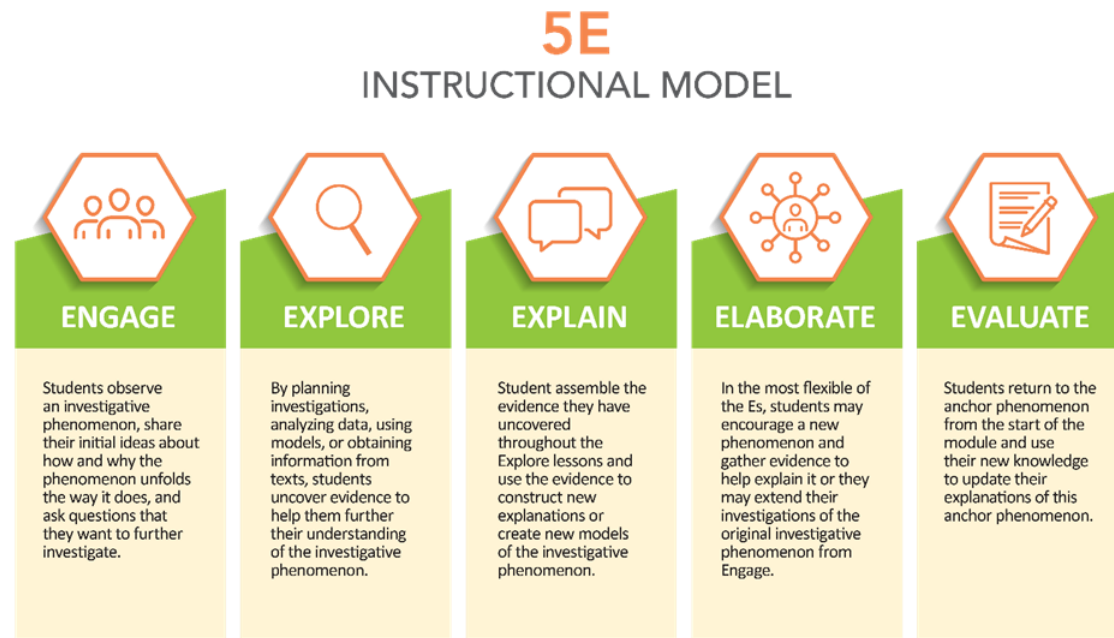 5E
INSTRUCTIONAL MODEL
ENGAGE
Students observe
an investigative
phenomenon, share
their initial ideas about
how and why the
phenomenon unfolds
the way it does, and
ask questions that
they want to further
investigate.
EXPLORE
By planning
investigations,
analyzing data, using
models, or obtaining
information from
texts, students
uncover evidence to
help them further
their understanding
of the investigative
phenomenon.
EXPLAIN
Student assemble the
evidence they have
uncovered
throughout the
Explore lessons and
use the evidence to
construct new
explanations or
create new models
of the investigative
phenomenon.
ELABORATE
In the most flexible of
the Es, students may
encourage a new
phenomenon and
gather evidence to
help explain it or they
may extend their
investigations of the
original investigative
phenomenon from
Engage.
EVALUATE
Students return to the
anchor phenomenon
from the start of the
module and use
their new knowledge
to update their
explanations of this
anchor phenomenon.